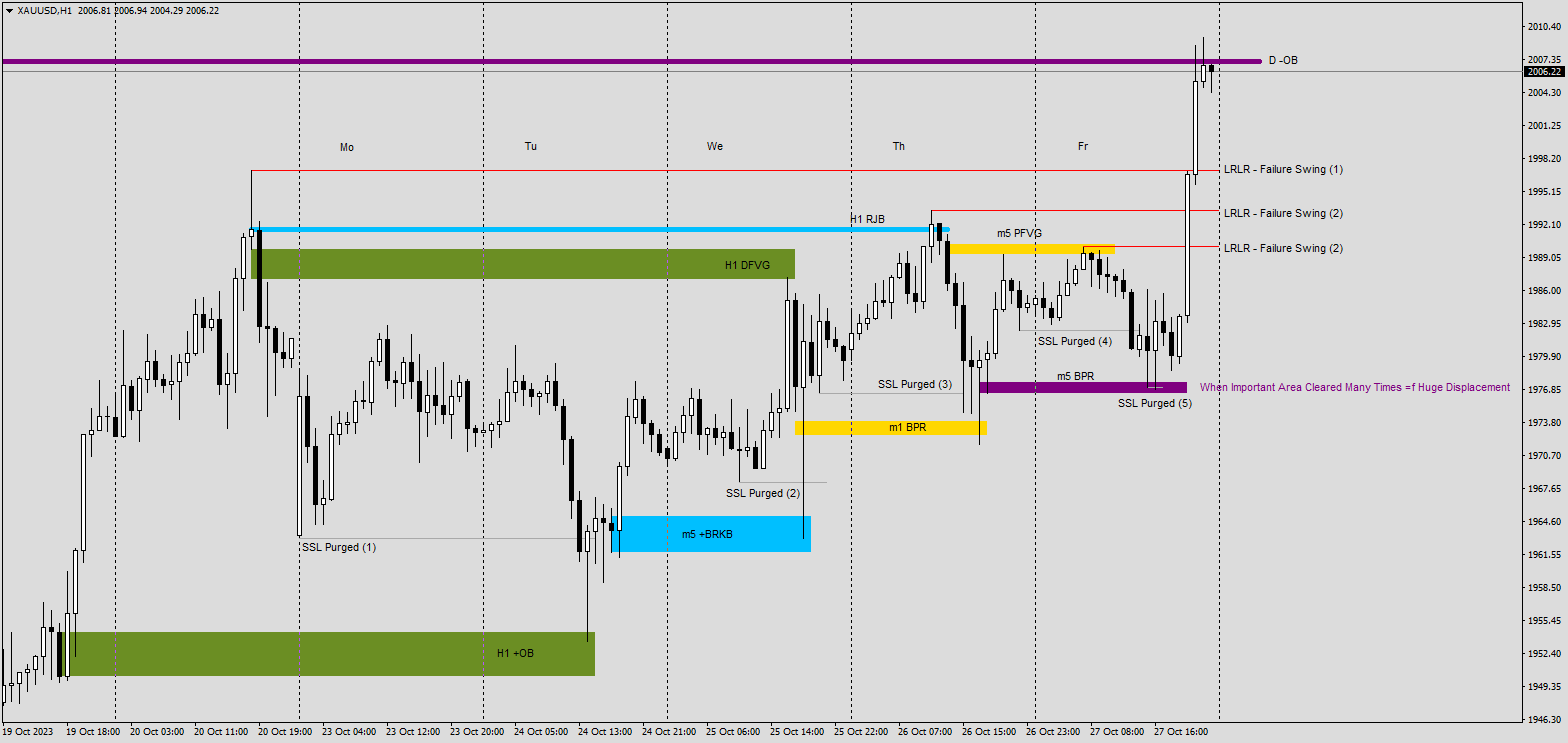 XAUUSD,H1 2006.81 2006.94 2004.29 2006.22
2010.40
D -OB
2007.35
2006.22
2004.30
2001.25
1998.20
1995.15
1992.10
1989.05
1986.00
1982.95
1979.90
1976.85
1973.80
1970.70
1967.65
1964.60
1961.55
1958.50
1955.45
1952.40
1949.35
1946.30
Mo
Tu
We
Th
Fr
LRLR - Failure Swing (1)
LRLR - Failure Swing (2)
H1 RJB
m5 PFVG
LRLR - Failure Swing (2)
H1 DFVG
SSL Purged (4)
m5 BPR
SSL Purged (3)
When Important Area Cleared Many Times =f Huge Displacement
SSL Purged (5)
m1 BPR
SSL Purged (2)
m5 +BRKB
SSL Purged (1)
H1 +OB
19 Oct 2023
19 Oct 18:00
20 Oct 03:00
20 Oct 11:00
20 Oct 19:00
23 Oct 04:00
23 Oct 12:00
23 Oct 20:00
24 Oct 05:00
24 Oct 13:00
24 Oct 21:00
25 Oct 06:00
25 Oct 14:00
25 Oct 22:00
26 Oct 07:00
26 Oct 15:00
26 Oct 23:00
27 Oct 08:00
27 Oct 16:00